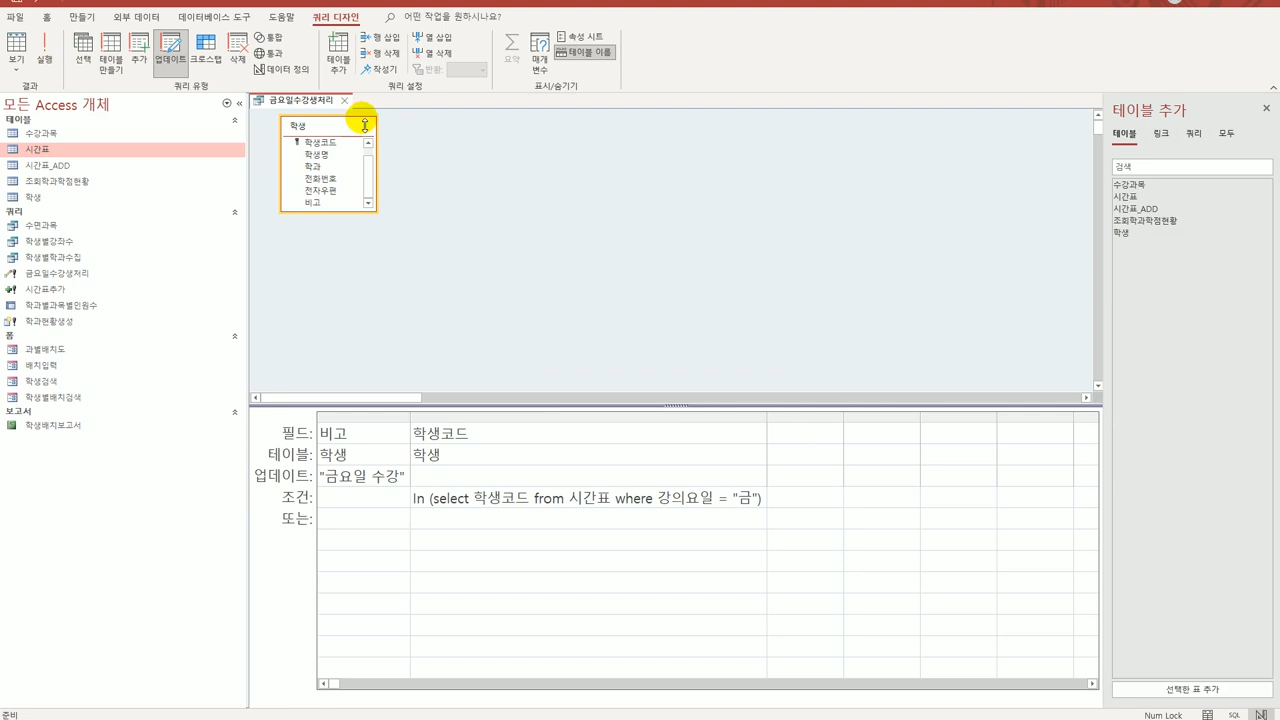 파일 홈 만들기 외부 데이터 데이터베이스 도구 도움말 쿼리 디자인 어떤 작업을 원하시나요?
보기 실행 선택 테이블 만들기 추가 업데이트 크로스탭 삭제
통합
통과
데이터 정의
테이블 추가
행 삽입
행 삭제
작성기
열 삽입
열 삭제
반환:
요약 매개 변수
속성 시트
테이블 이름
결과 쿼리 유형 쿼리 설정 표시/숨기기
모든 Access 개체
테이블
수강과목
시간표
시간표_ADD
조회학과학점현황
학생
쿼리
수면과목
학생별강좌수
학생별학과수집
금요일수강생처리
시간표추가
학과별과목별인원수
학과현황생성
폼
과별배치도
배치입력
학생검색
학생별배치검색
보고서
학생배치보고서
금요일수강생처리
학생
학생코드
학생명
학과
전화번호
전자우편
비고
필드: 비고 학생코드
테이블: 학생 학생
업데이트: "금요일 수강"
조건: In (select 학생코드 from 시간표 where 강의요일 = "금")
또는:
테이블 추가
테이블 링크 쿼리 모두
검색
수강과목
시간표
시간표_ADD
조회학과학점현황
학생
선택한 표 추가
준비
Num Lock
SQL